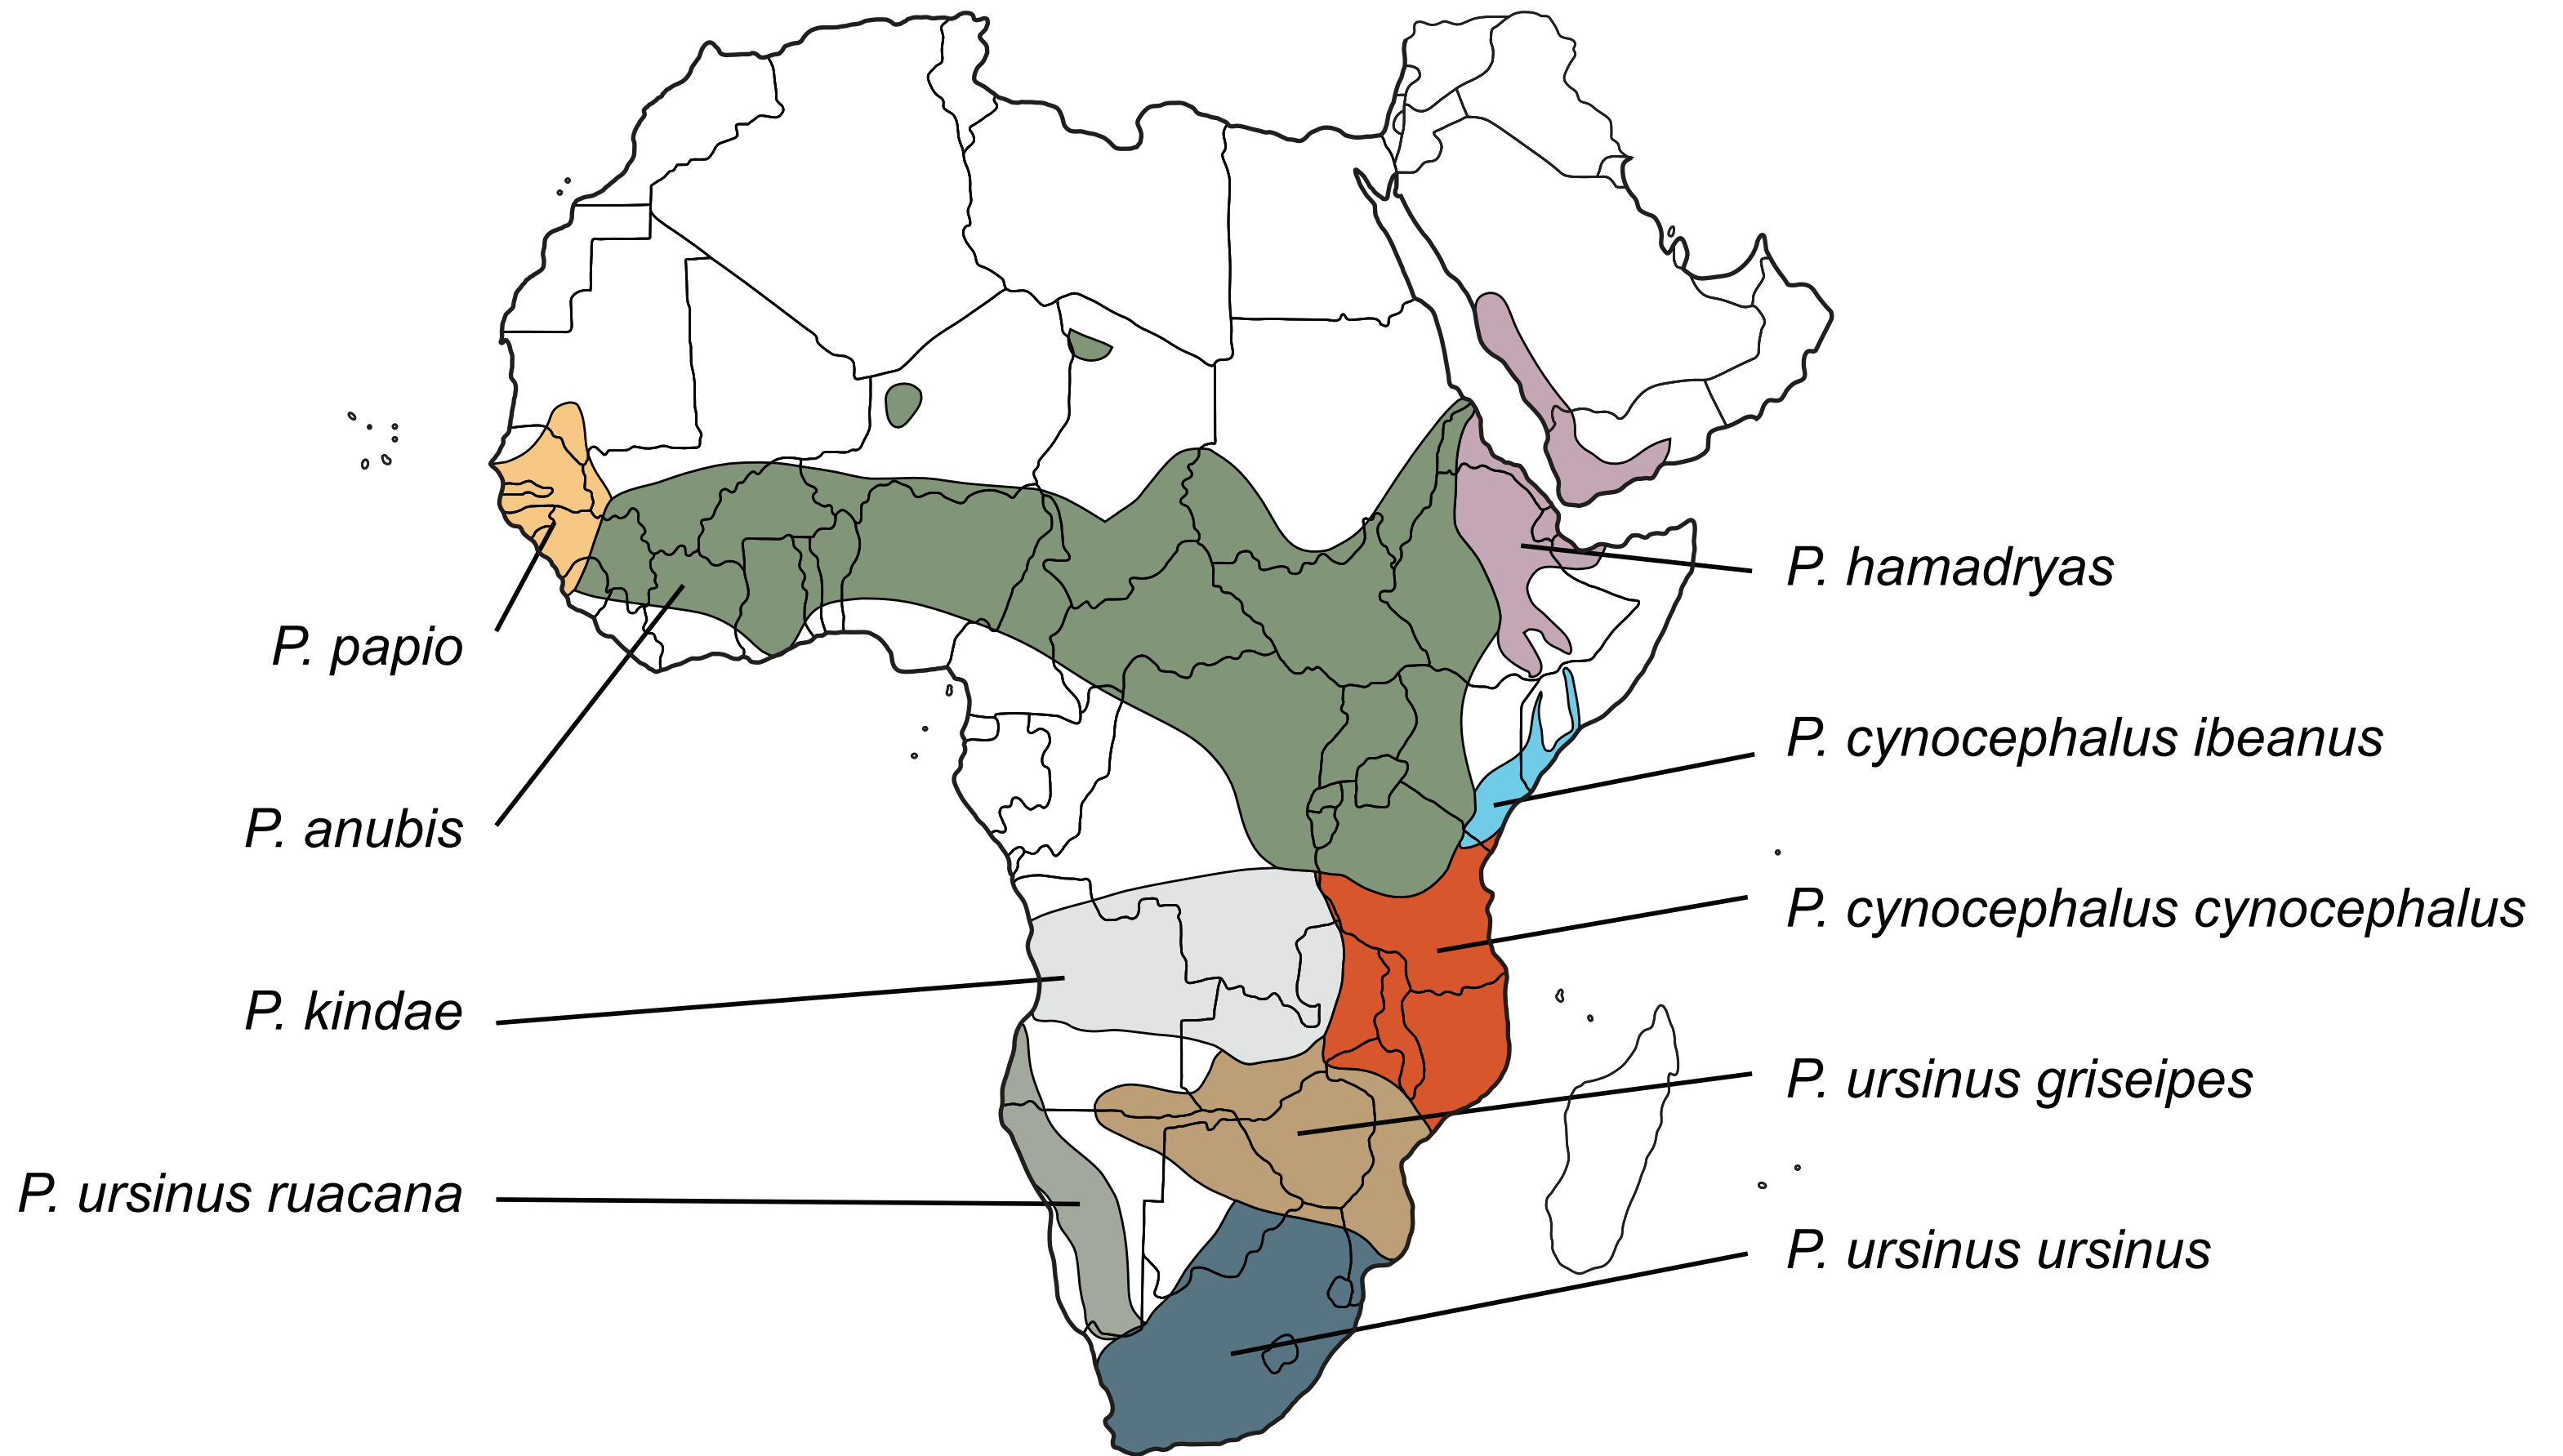 P. papio
P. anubis
P. kindae
P. ursinus ruacana
P. hamadryas
P. cynocephalus ibeanus
P. cynocephalus cynocephalus
P. ursinus griseipes
P. ursinus ursinus